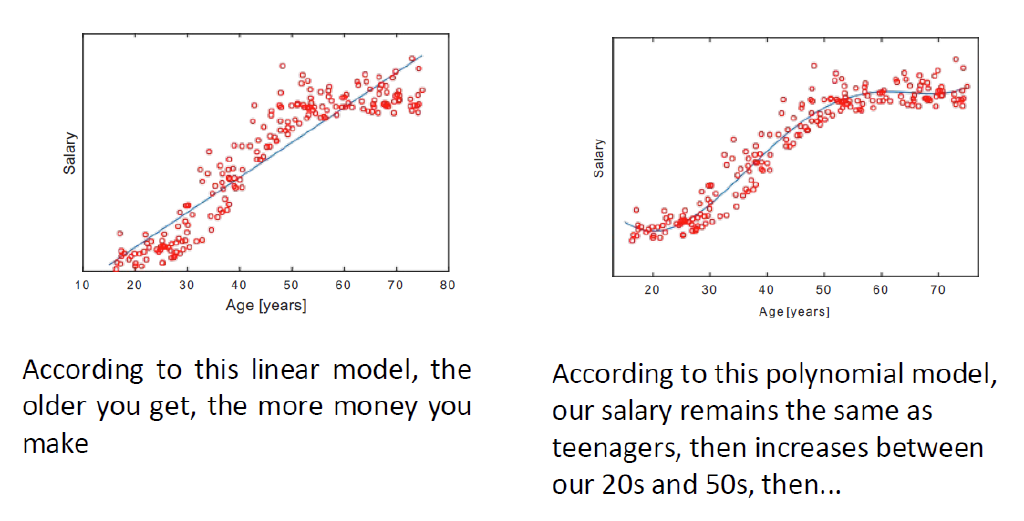 Salary
10 20 30 40 50 60 70 80
Age [years]
According to this linear model, the
older you get, the more money you
make
Salary
20 30 40 50 60 70
Age [years]
According to this polynomial model,
our salary remains the same as
teenagers, then increases between
our 20s and 50s, then...